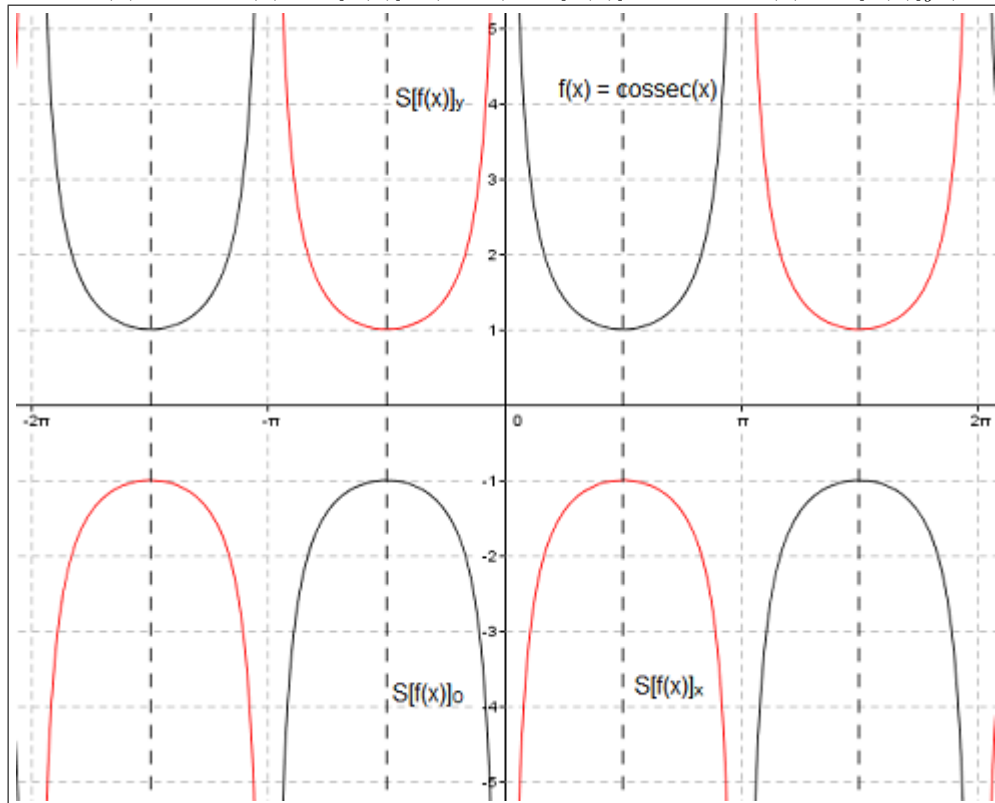 5
S[f(x)]y
f(x) = cossec(x)
4
3
2
1
-2π -π 0 π 2π
-1
-2
-3
S[f(x)]o
S[f(x)]x
-4
-5